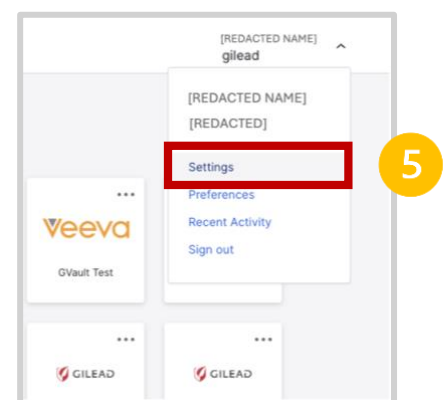 [REDACTED NAME]
gilead
[REDACTED NAME]
[REDACTED]
Settings
5
Preferences
Recent Activity
Sign out
Veeva
GVault Test
GILEAD
GILEAD